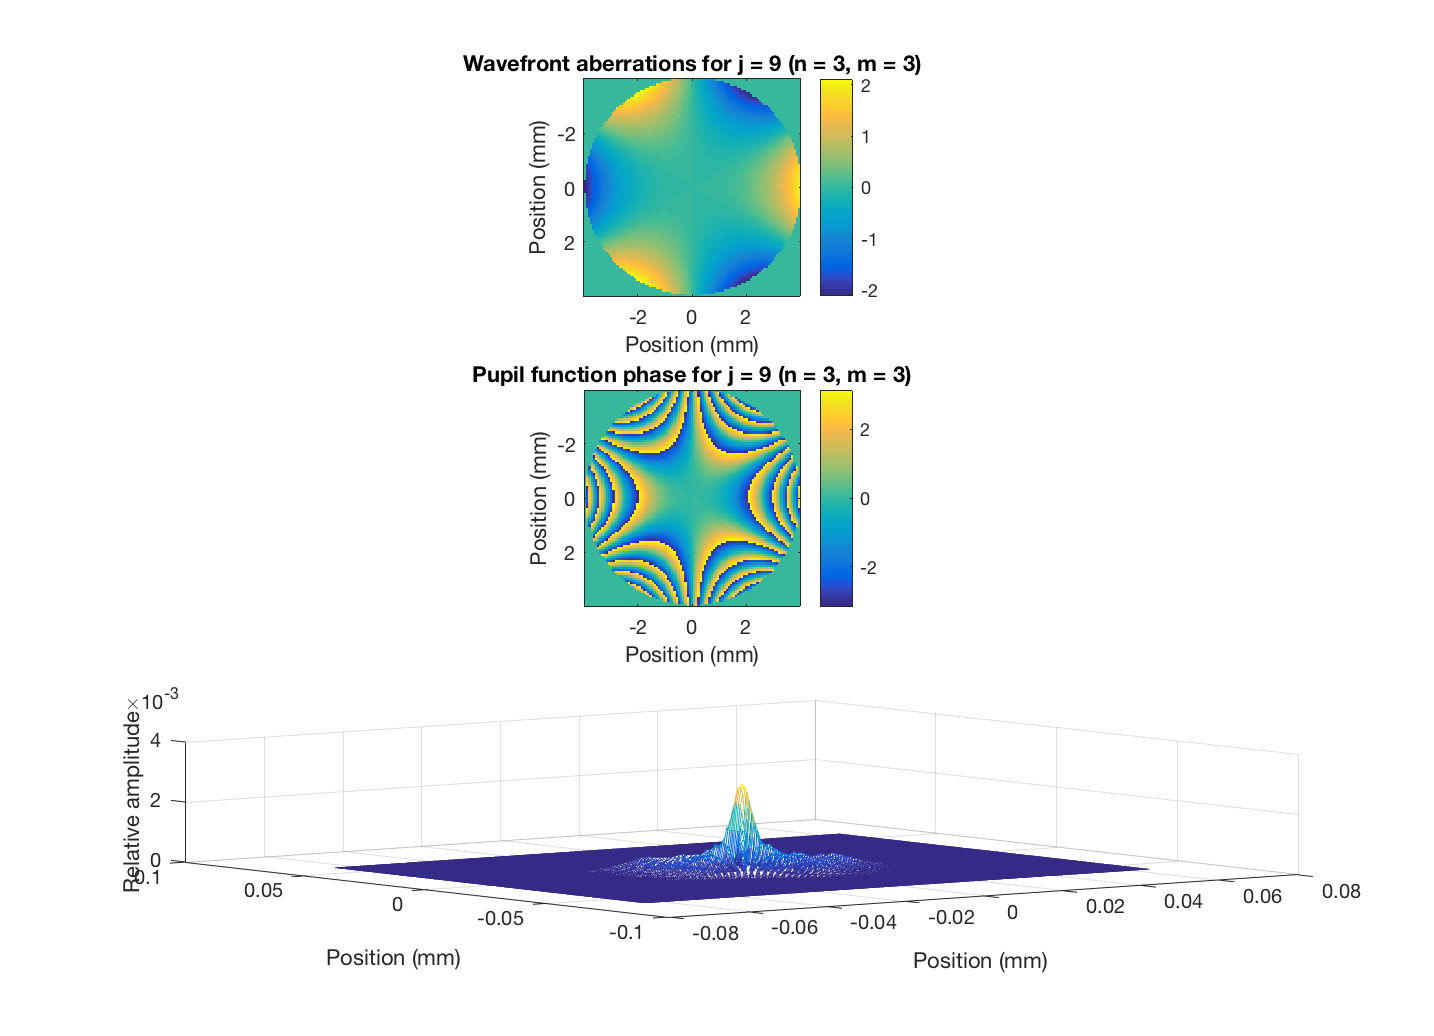 Wavefront aberrations for j = 9 (n = 3, m = 3)
Position (mm)
-2
0
2
-2 0 2
Position (mm)
2
1
0
-1
-2
Pupil function phase for j = 9 (n = 3, m = 3)
Position (mm)
-2
0
2
-2 0 2
Position (mm)
2
0
-2
×10-3
Relative amplitude
4
2
0
0.1
0.05
0
-0.05
-0.1
Position (mm)
-0.08
-0.06
-0.04
-0.02
0
0.02
0.04
0.06
0.08
Position (mm)